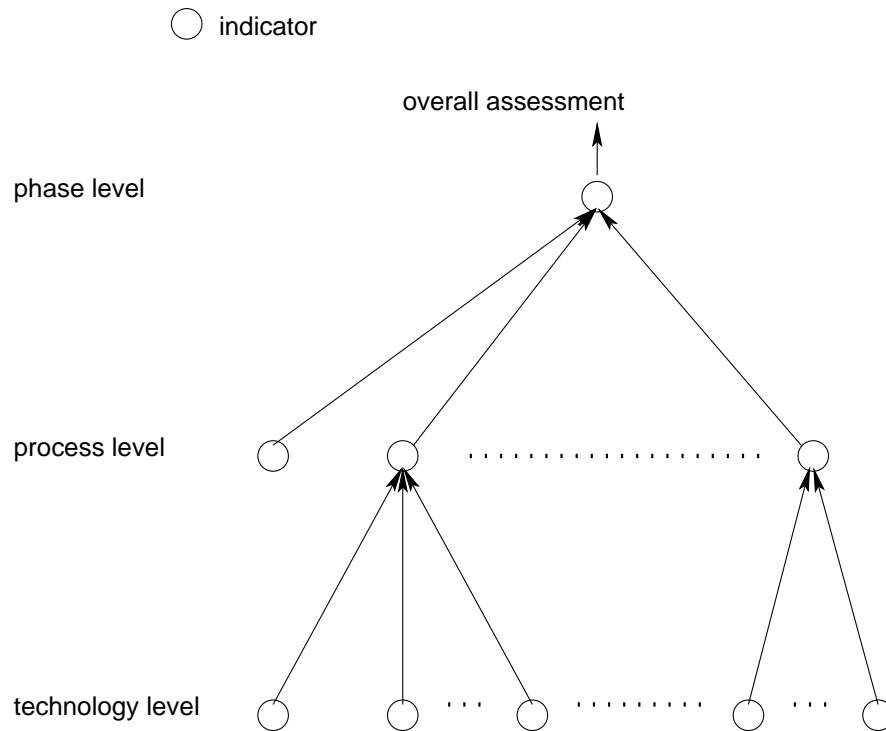 indicator
overall assessment
phase level
process level
technology level